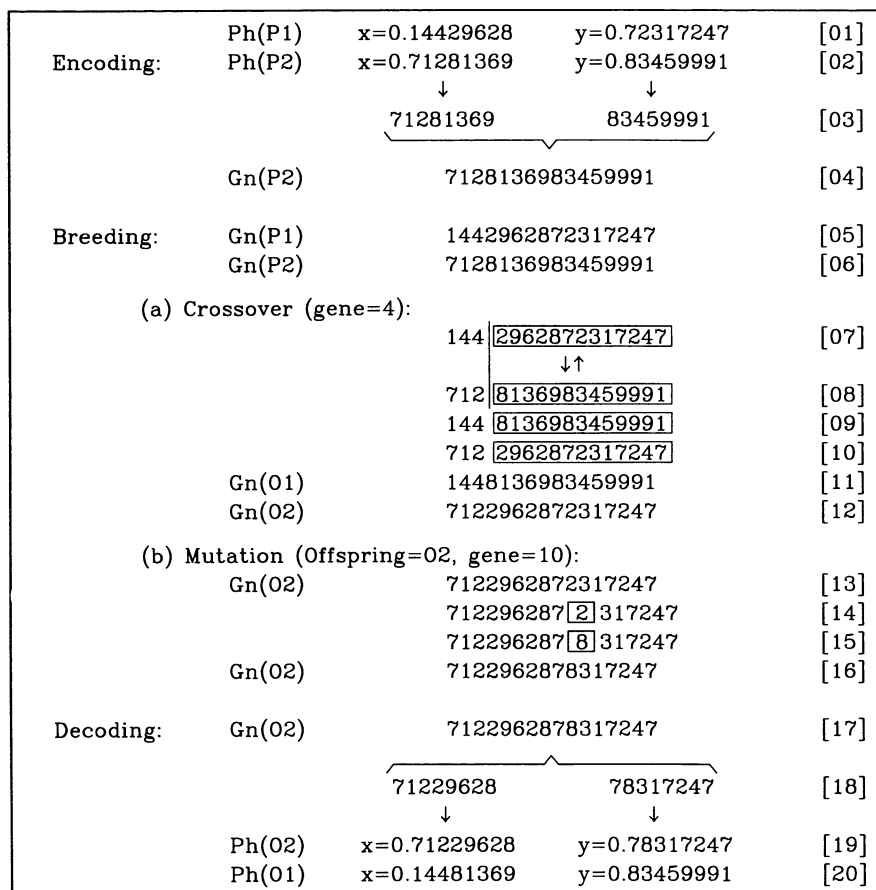 Ph(P1) x=0.14429628 y=0.72317247 [01]
Encoding: Ph(P2) x=0.71281369 y=0.83459991 [02]
↓ ↓
71281369 83459991 [03]
Gn(P2) 7128136983459991 [04]
Breeding: Gn(P1) 1442962872317247 [05]
Gn(P2) 7128136983459991 [06]
(a) Crossover (gene=4):
144 2962872317247 [07]
↓↑
712 8136983459991 [08]
144 8136983459991 [09]
712 2962872317247 [10]
Gn(O1) 1448136983459991 [11]
Gn(O2) 7122962872317247 [12]
(b) Mutation (Offspring=O2, gene=10):
Gn(O2) 7122962872317247 [13]
712296287 2 317247 [14]
712296287 8 317247 [15]
Gn(O2) 7122962878317247 [16]
Decoding: Gn(O2) 7122962878317247 [17]
71229628 78317247 [18]
↓ ↓
Ph(O2) x=0.71229628 y=0.78317247 [19]
Ph(O1) x=0.14481369 y=0.83459991 [20]